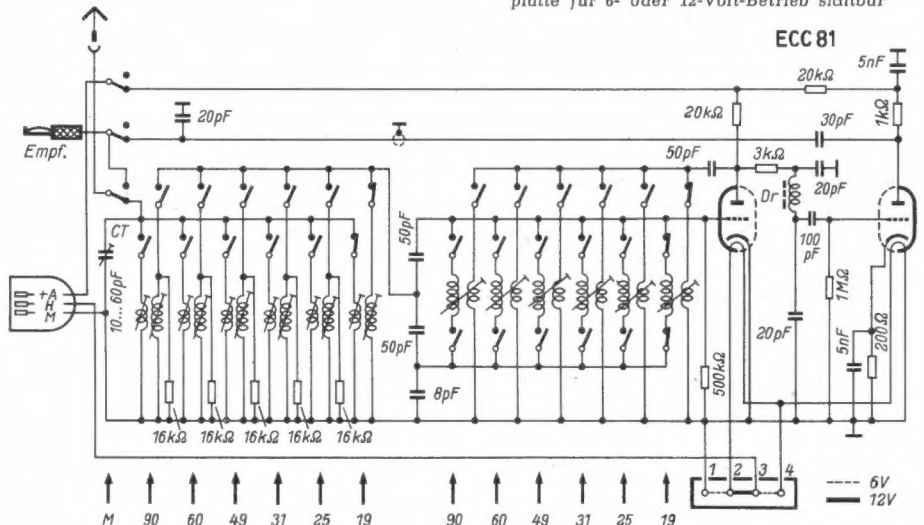 platte für 6- oder 12-Volt-Betrieb sichtbar
ECC 81
5nF
20kΩ
20kΩ
1kΩ
20pF
30pF
Empf.
50pF
3kΩ
20pF
Dr
CT
50pF
100
pF
10...60pF
+A
H
M
1MΩ
50pF
20pF
5nF
200Ω
8pF
500kΩ
16kΩ 16kΩ 16kΩ 16kΩ 16kΩ
1 2 3 4
6V
12V
M 90 60 49 31 25 19
90 60 49 31 25 19